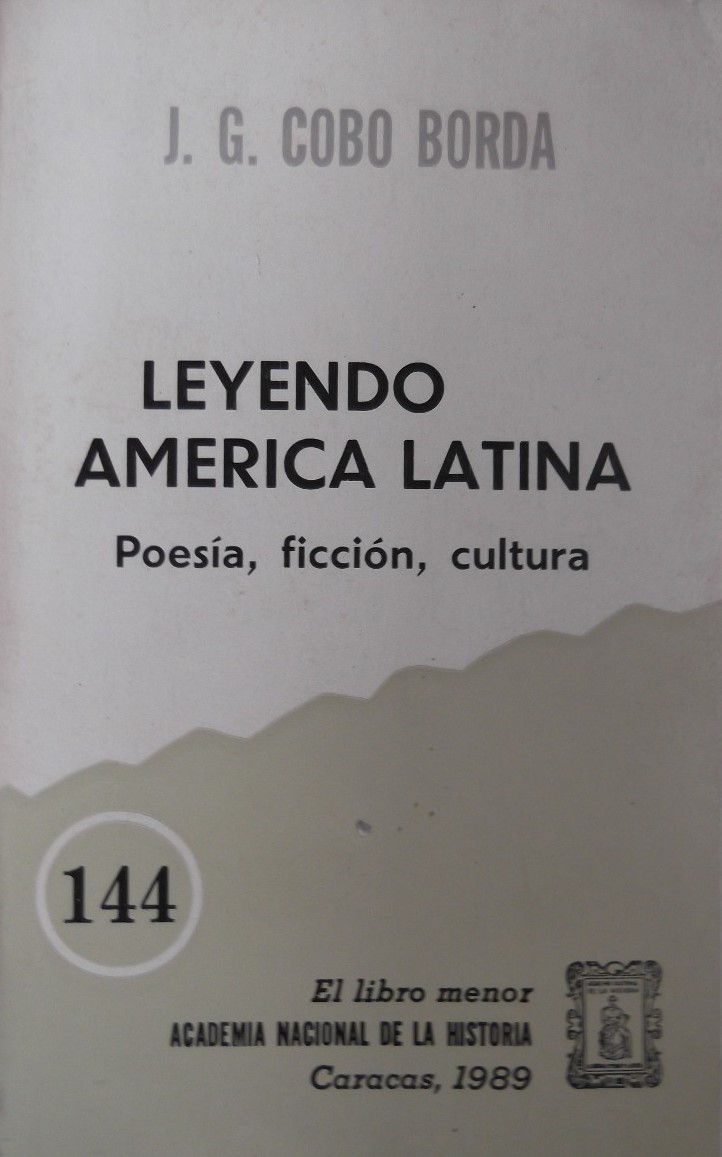 J. G. COBO BORDA
LEYENDO
AMERICA LATINA
Poesía, ficción, cultura
144
El libro menor
ACADEMIA NACIONAL DE LA HISTORIA
Caracas, 1989